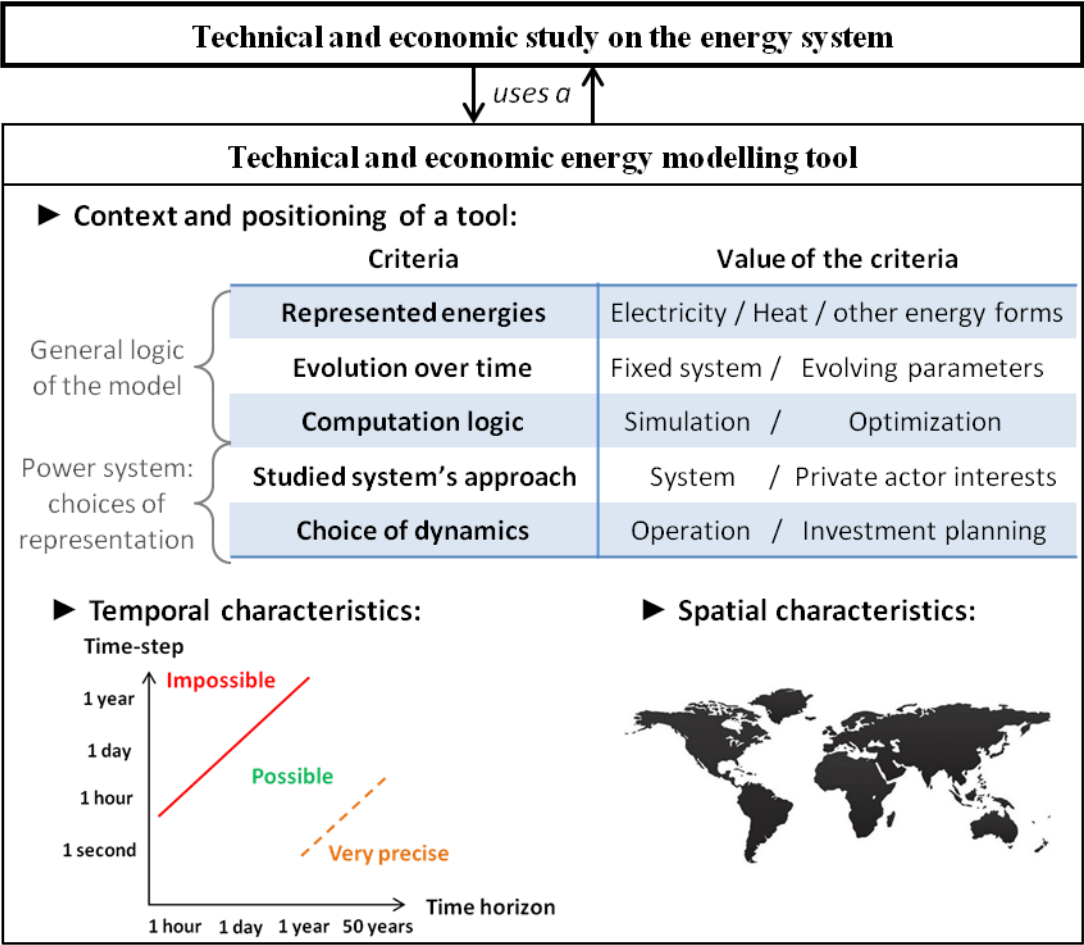 Technical and economic study on the energy system
uses a
Technical and economic energy modelling tool
► Context and positioning of a tool:
Criteria
Value of the criteria
General logic
of the model
Represented energies
Electricity / Heat / other energy forms
Evolution over time
Fixed system / Evolving parameters
Computation logic
Simulation / Optimization
Power system:
choices of
representation
Studied system's approach
System / Private actor interests
Choice of dynamics
Operation / Investment planning
► Temporal characteristics:
Time-step
1 year
1 day
1 hour
1 second
Impossible
Possible
Very precise
Time horizon
1 hour 1 day 1 year 50 years
► Spatial characteristics: